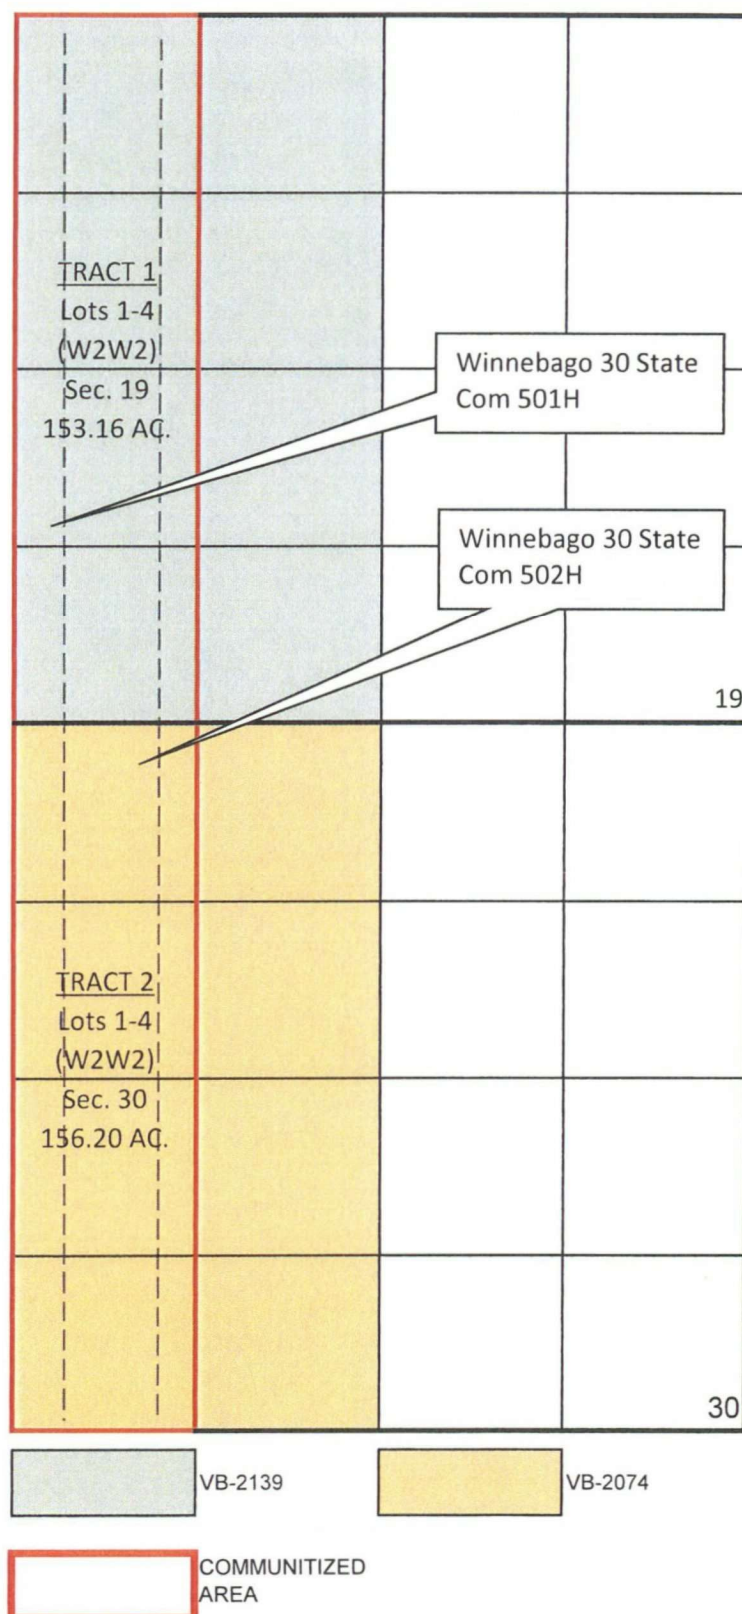 TRACT 1
Lots 1-4
(W2W2)
Sec. 19
153.16 AC.
Winnebago 30 State
Com 501H
Winnebago 30 State
Com 502H
19
TRACT 2
Lots 1-4
(W2W2)
Sec. 30
156.20 AC.
30
VB-2139
VB-2074
COMMUNITIZED
AREA